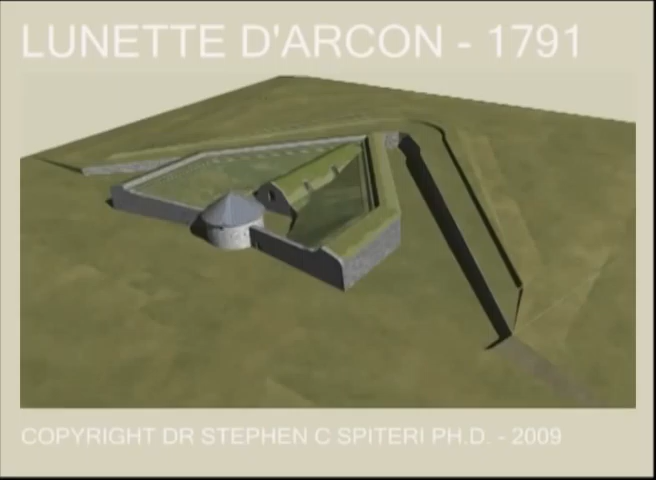 LUNETTE D'ARCON - 1791
COPYRIGHT DR STEPHEN C SPITERI PH.D. - 2009